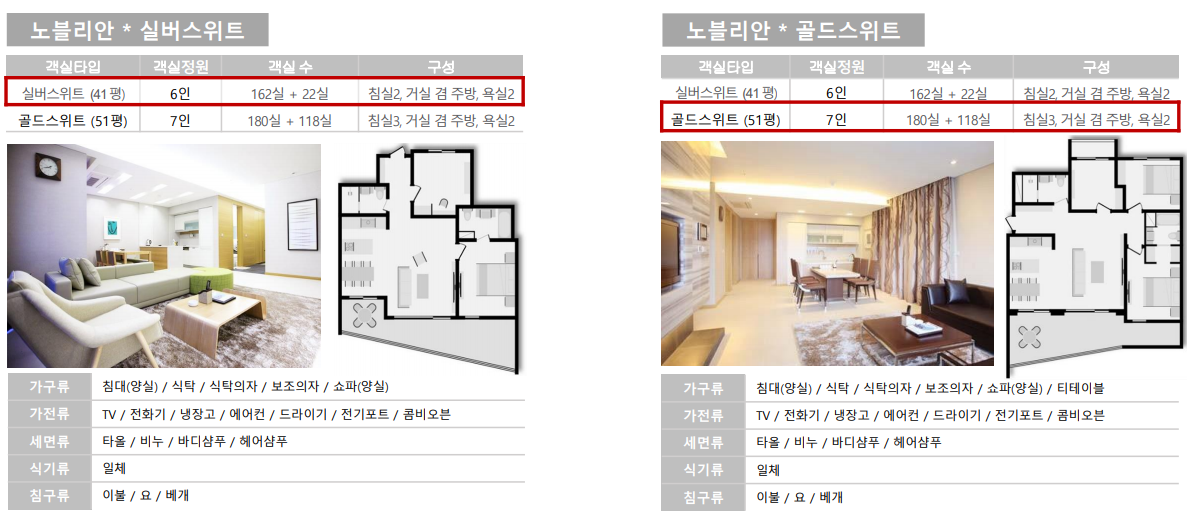 노블리안 * 실버스위트
객실타입 객실정원 객실 수 구성
실버스위트 (41평) 6인 162실 + 22실 침실2, 거실 겸 주방, 욕실2
골드스위트 (51평) 7인 180실 + 118실 침실3, 거실 겸 주방, 욕실2
가구류 침대(양실) / 식탁 / 식탁의자 / 보조의자 / 쇼파(양실)
가전류 TV / 전화기 / 냉장고 / 에어컨 / 드라이기 / 전기포트 / 콤비오븐
세면류 타올 / 비누 / 바디샴푸 / 헤어샴푸
식기류 일체
침구류 이불 / 요 / 베개
노블리안 * 골드스위트
객실타입 객실정원 객실 수 구성
실버스위트 (41평) 6인 162실 + 22실 침실2, 거실 겸 주방, 욕실2
골드스위트 (51평) 7인 180실 + 118실 침실3, 거실 겸 주방, 욕실2
가구류 침대(양실) / 식탁 / 식탁의자 / 보조의자 / 쇼파(양실) / 티테이블
가전류 TV / 전화기 / 냉장고 / 에어컨 / 드라이기 / 전기포트 / 콤비오븐
세면류 타올 / 비누 / 바디샴푸 / 헤어샴푸
식기류 일체
침구류 이불 / 요 / 베개